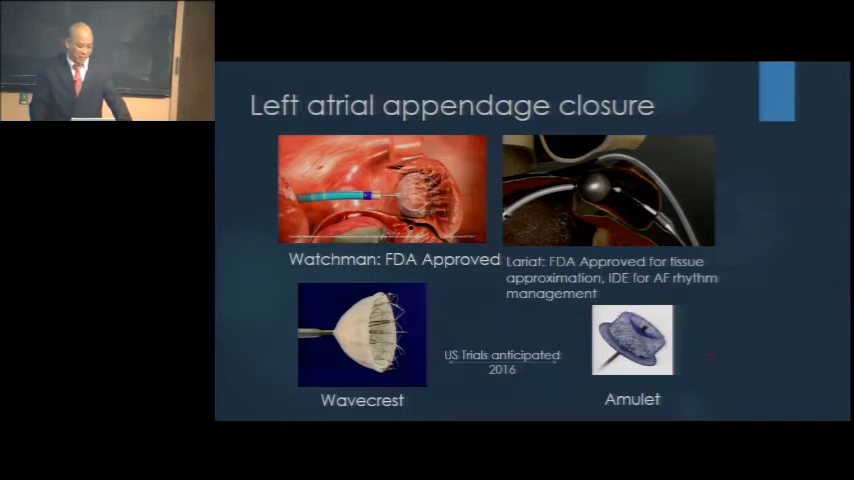 Left atrial appendage closure
Watchman: FDA Approved
Lariat: FDA Approved for tissue
approximation, IDE for AF rhythm
management
US Trials anticipated
2016
Wavecrest
Amulet